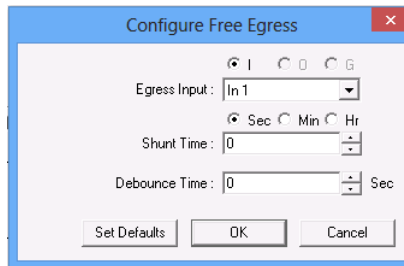 Configure Free Egress
I O G
Egress Input : In 1
Sec Min Hr
Shunt Time : 0
Debounce Time : 0 Sec
Set Defaults OK Cancel